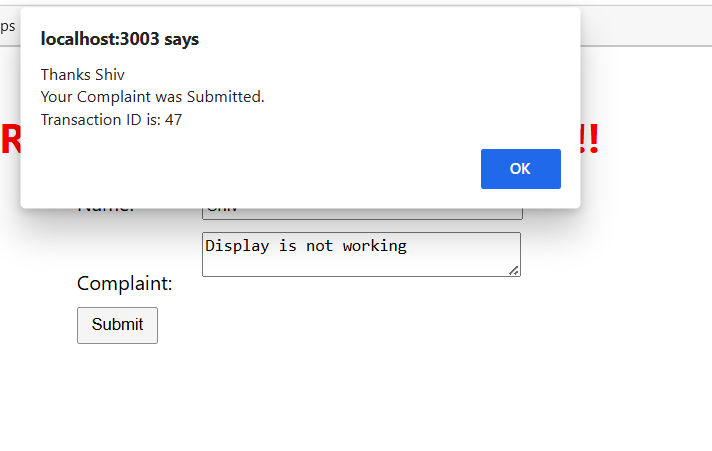 ps
localhost:3003 says
Thanks Shiv
Your Complaint was Submitted.
Transaction ID is: 47
OK
R !!
Name: Shiv
Display is not working
Complaint:
Submit